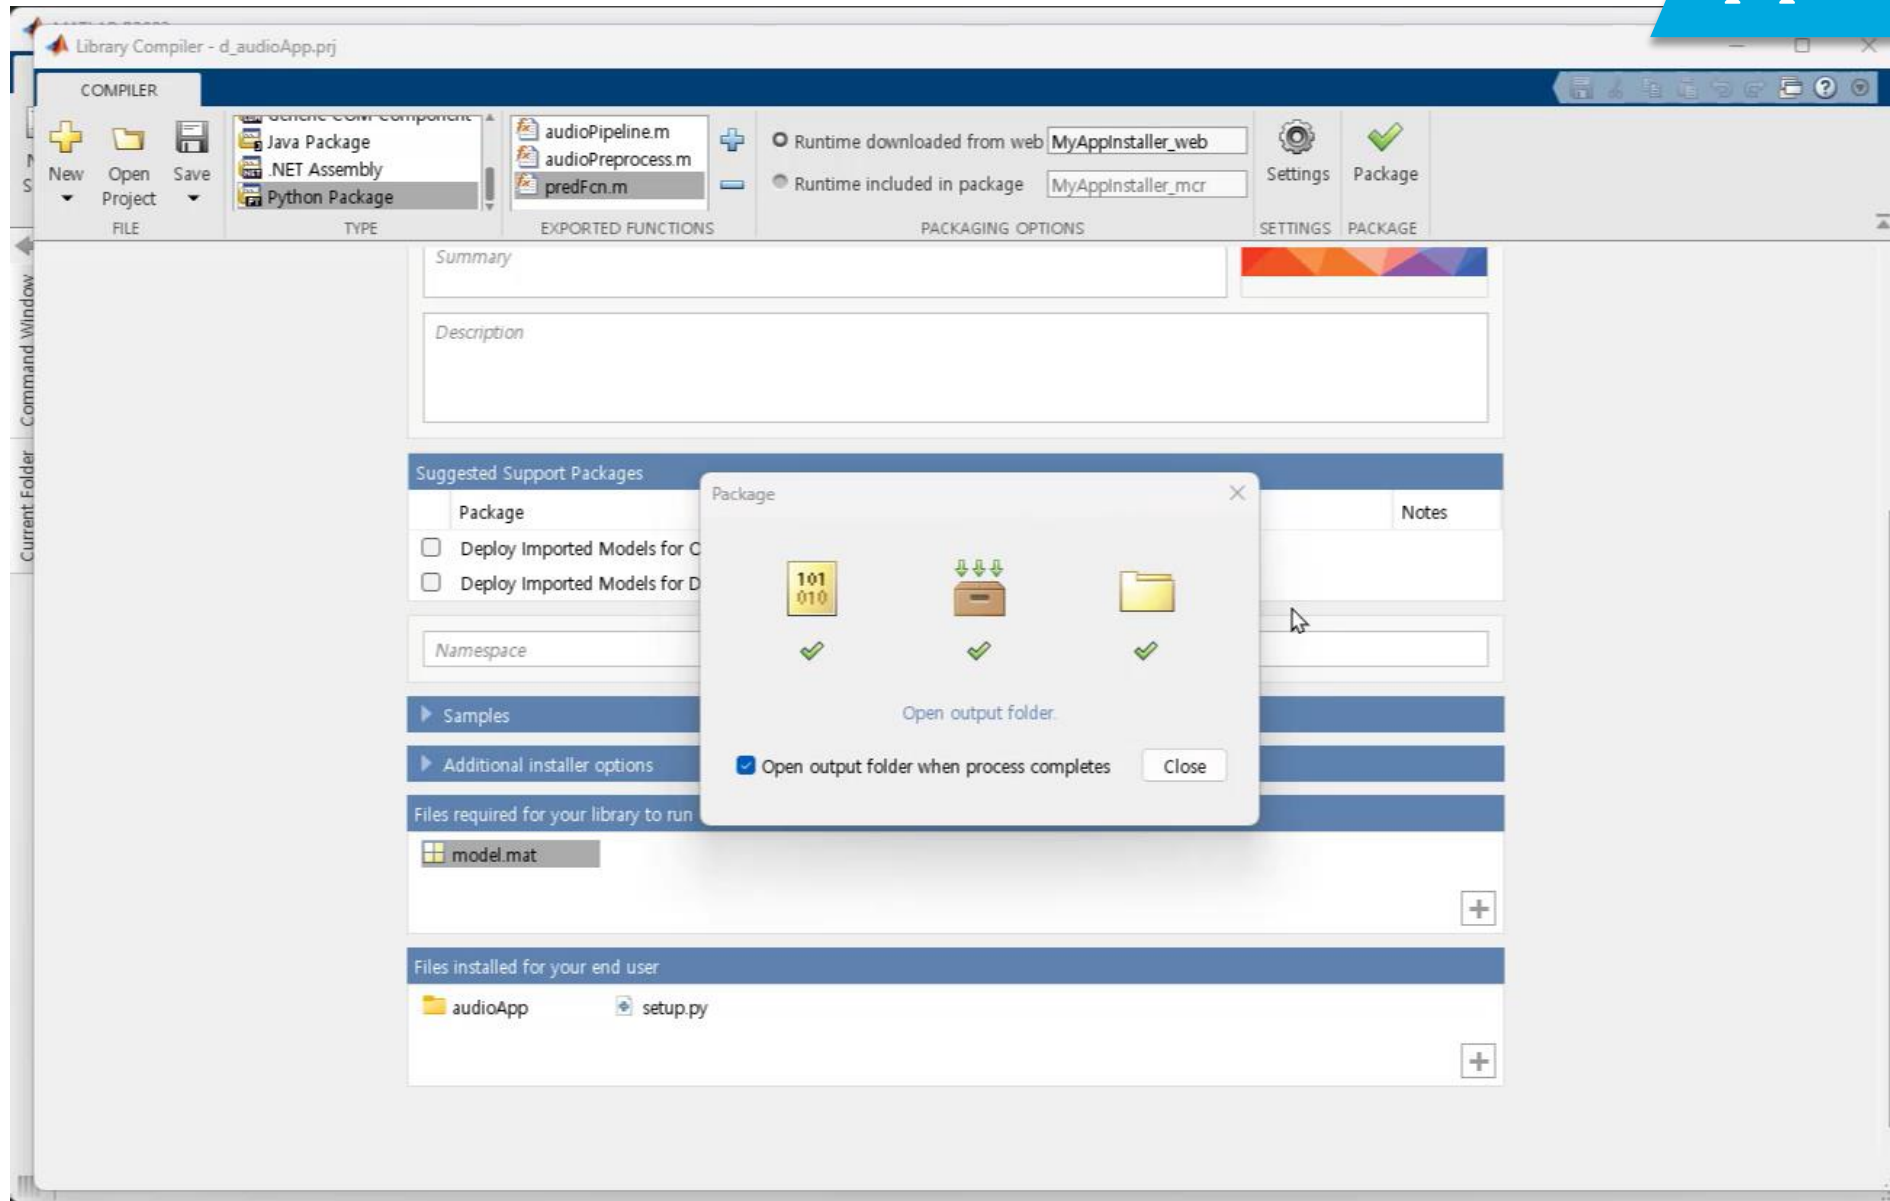 Library Compiler - d_audioApp.prj
COMPILER
New
Open Project
Save
FILE
Generic COM Component
Java Package
.NET Assembly
Python Package
TYPE
audioPipeline.m
audioPreprocess.m
predFcn.m
EXPORTED FUNCTIONS
Runtime downloaded from web MyAppInstaller_web
Runtime included in package MyAppInstaller_mcr
PACKAGING OPTIONS
Settings
SETTINGS
Package
PACKAGE
Command Window
Current Folder
Summary
Description
Suggested Support Packages
Package
Notes
Deploy Imported Models for
Deploy Imported Models for
Namespace
Samples
Additional installer options
Files required for your library to run
model.mat
Files installed for your end user
audioApp
setup.py
Package
101
010
Open output folder.
Open output folder when process completes
Close